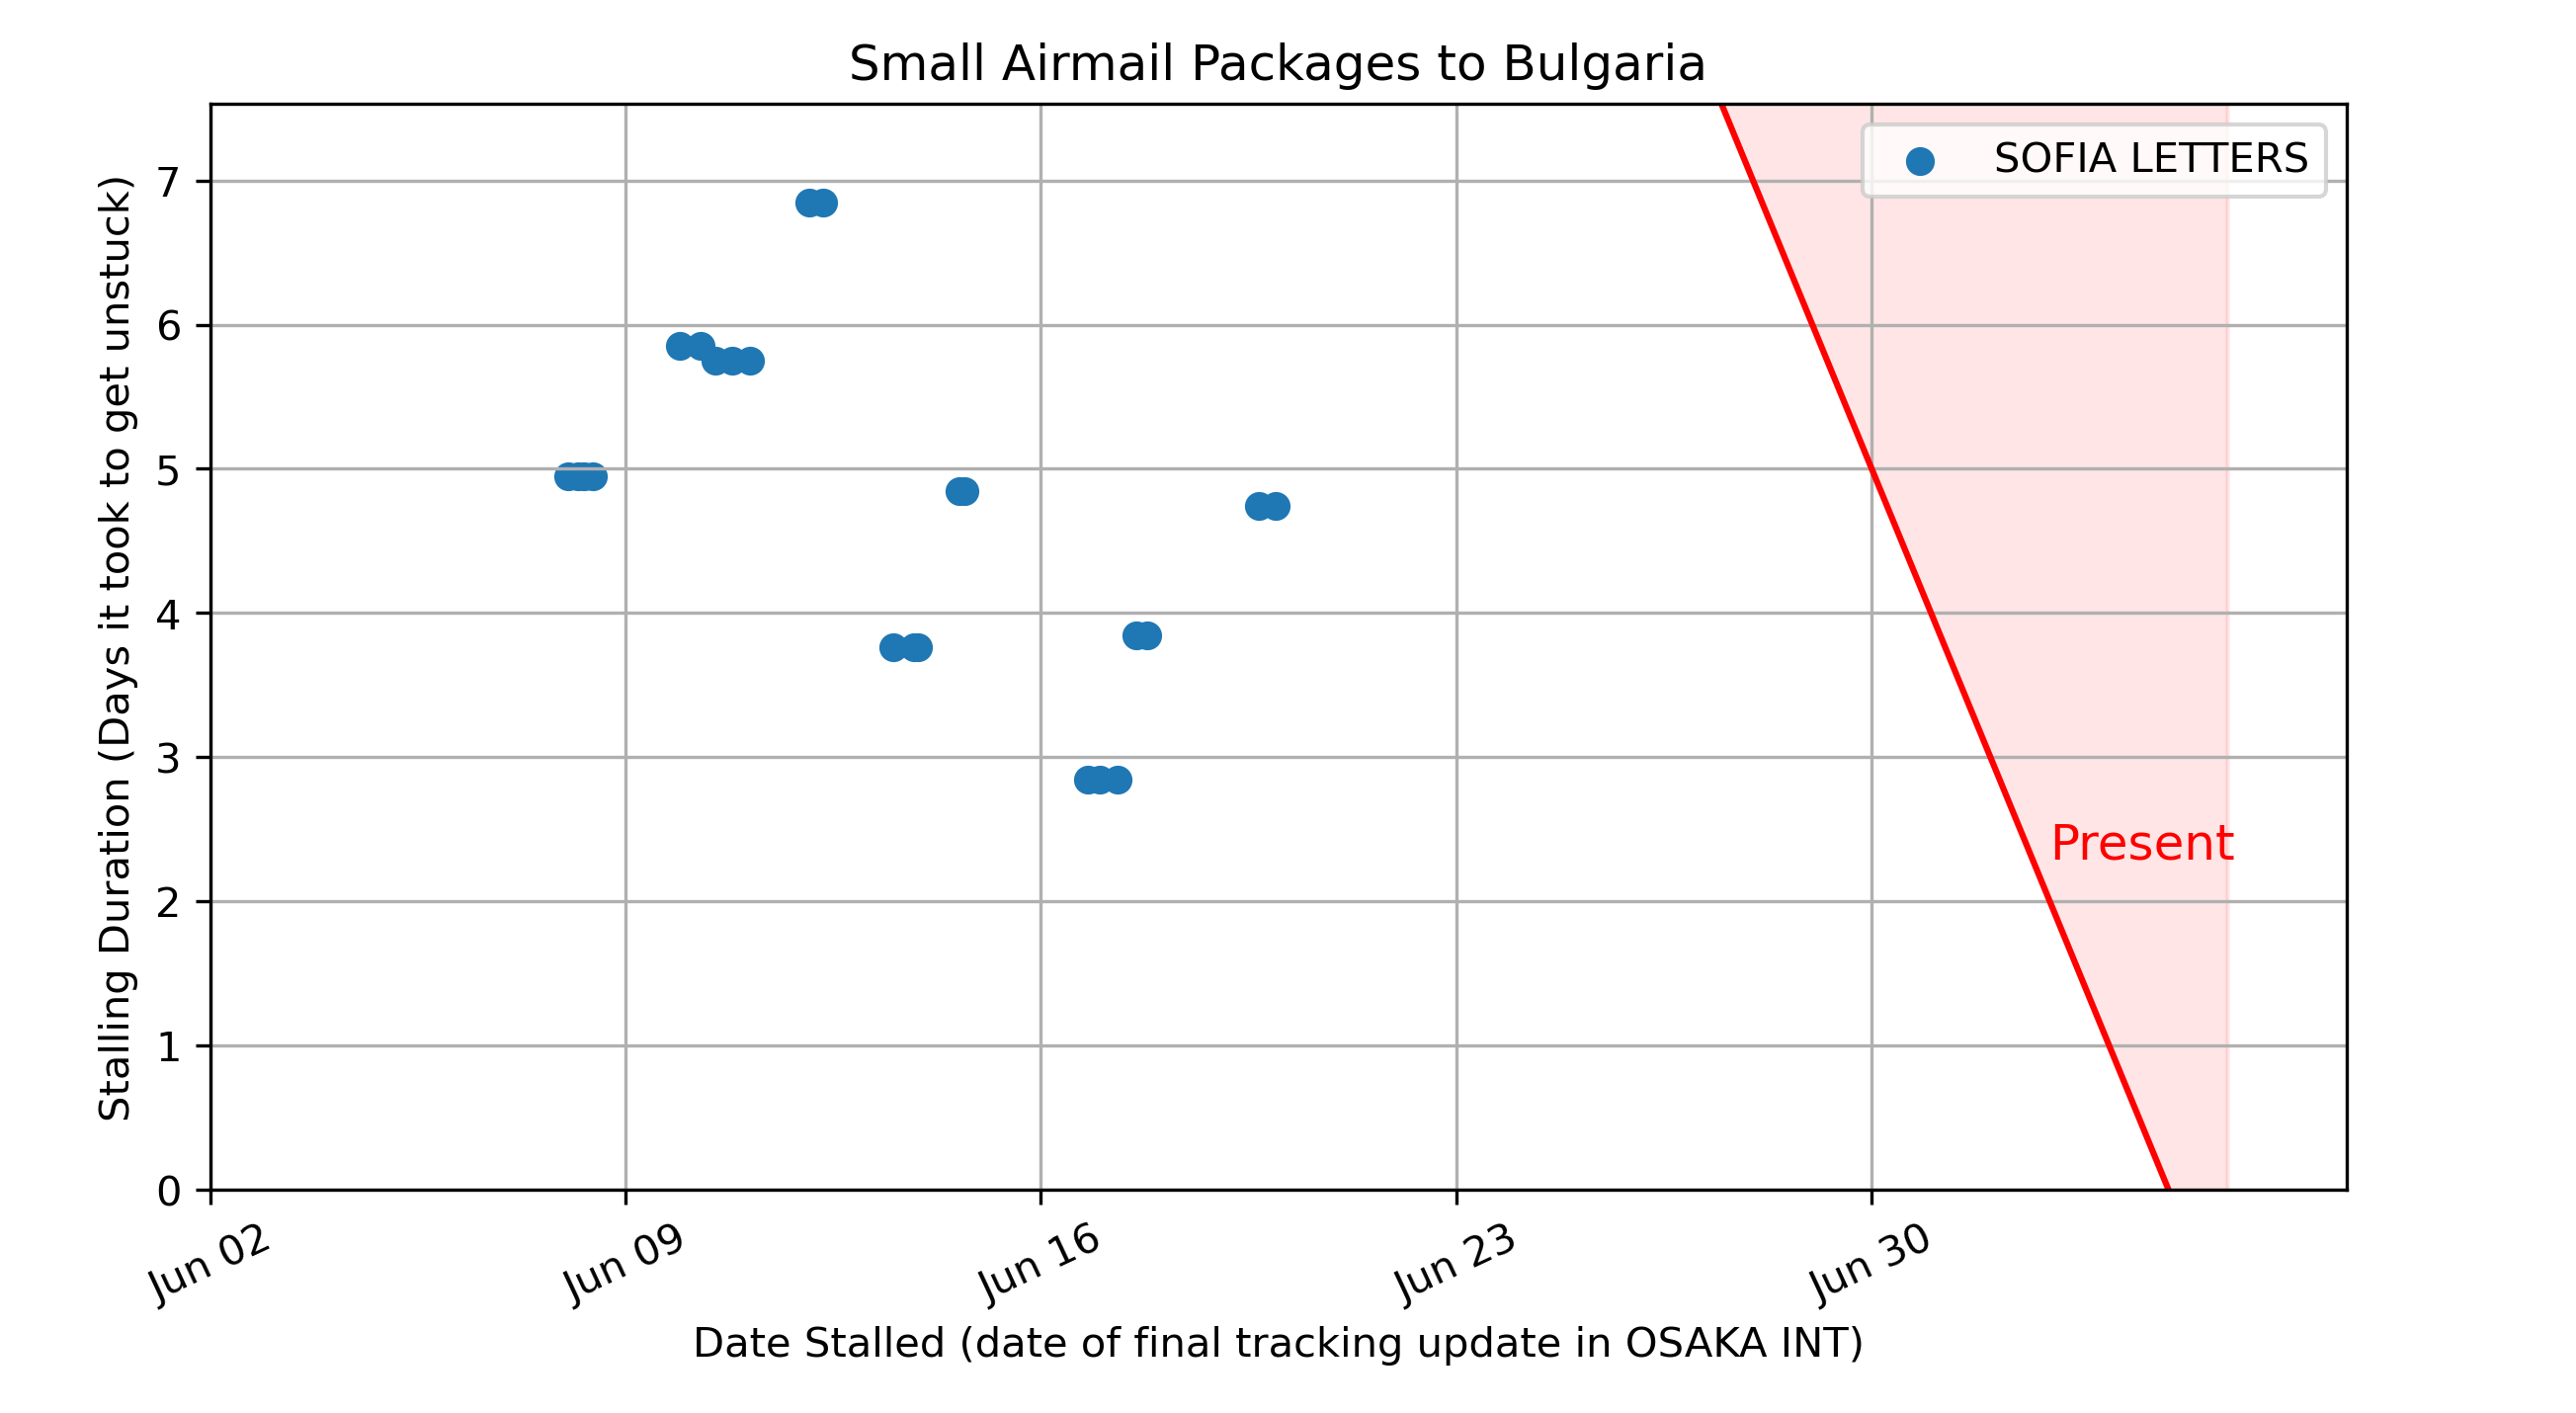 Small Airmail Packages to Bulgaria
SOFIA LETTERS
Stalling Duration (Days it took to get unstuck)
7
6
5
4
3
2
1
0
Present
Jun 02
Jun 09
Jun 16
Jun 23
Jun 30
Date Stalled (date of final tracking update in OSAKA INT)